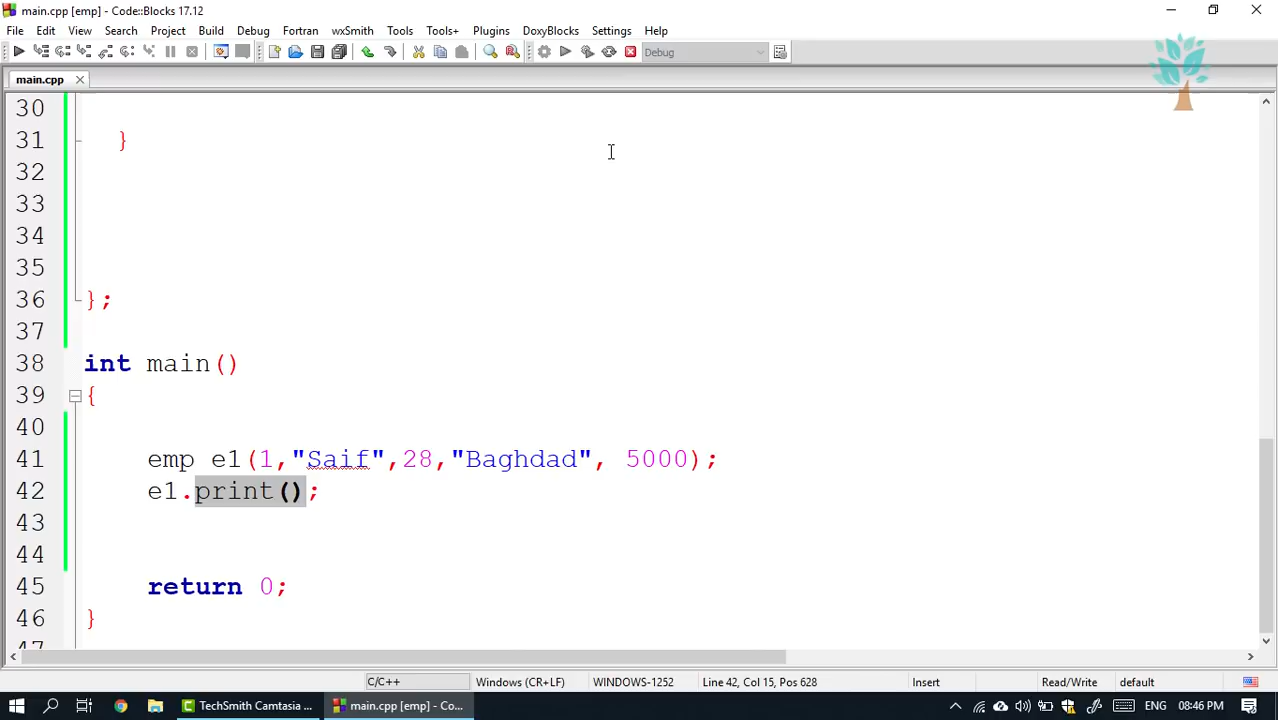 main.cpp [emp] - Code::Blocks 17.12
File Edit View Search Project Build Debug Fortran wxSmith Tools Tools+ Plugins DoxyBlocks Settings Help
Debug
main.cpp
30
31 }
32
33
34
35
36 };
37
38 int main()
39 {
40
41 emp e1(1,"Saif",28,"Baghdad", 5000);
42 e1.print();
43
44
45 return 0;
46 }
47
C/C++ Windows (CR+LF) WINDOWS-1252 Line 42, Col 15, Pos 628 Insert Read/Write default
TechSmith Camtasia ... main.cpp [emp] - Co... ENG 08:46 PM